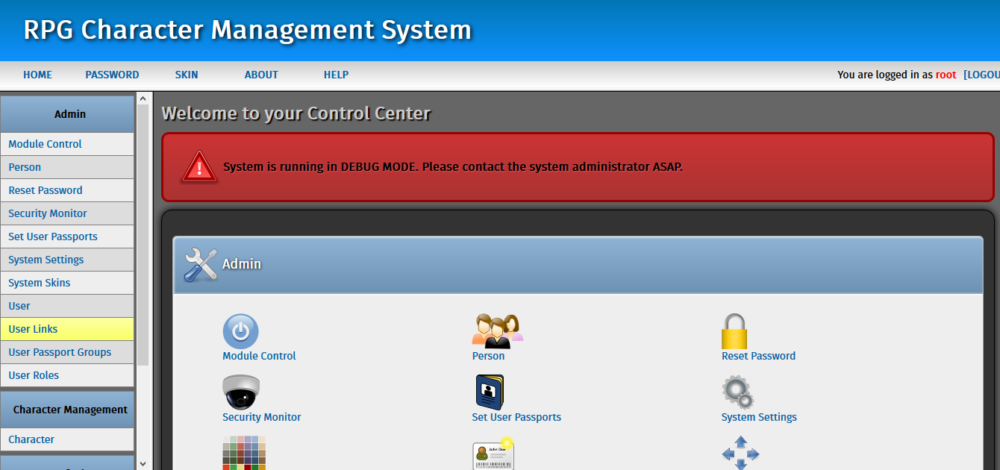 RPG Character Management System
HOME PASSWORD SKIN ABOUT HELP You are logged in as root [LOGOU
Admin
Module Control
Person
Reset Password
Security Monitor
Set User Passports
System Settings
System Skins
User
User Links
User Passport Groups
User Roles
Character Management
Character
Welcome to your Control Center
System is running in DEBUG MODE. Please contact the system administrator ASAP.
Admin
Module Control Person Reset Password
Security Monitor Set User Passports System Settings
John Doe